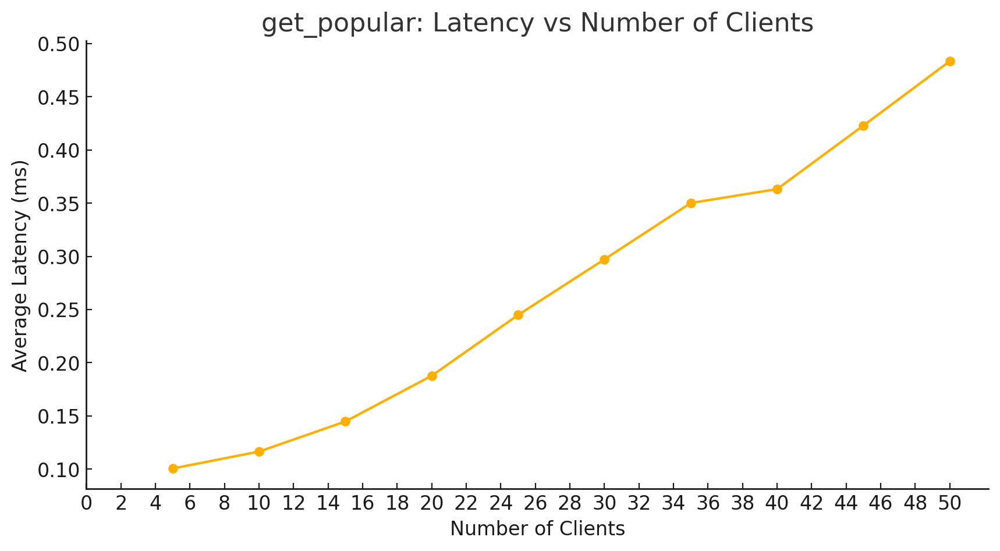 get_popular: Latency vs Number of Clients
0.50
0.45
0.40
0.35
0.30
0.25
0.20
0.15
0.10
Average Latency (ms)
0 2 4 6 8 10 12 14 16 18 20 22 24 26 28 30 32 34 36 38 40 42 44 46 48 50
Number of Clients